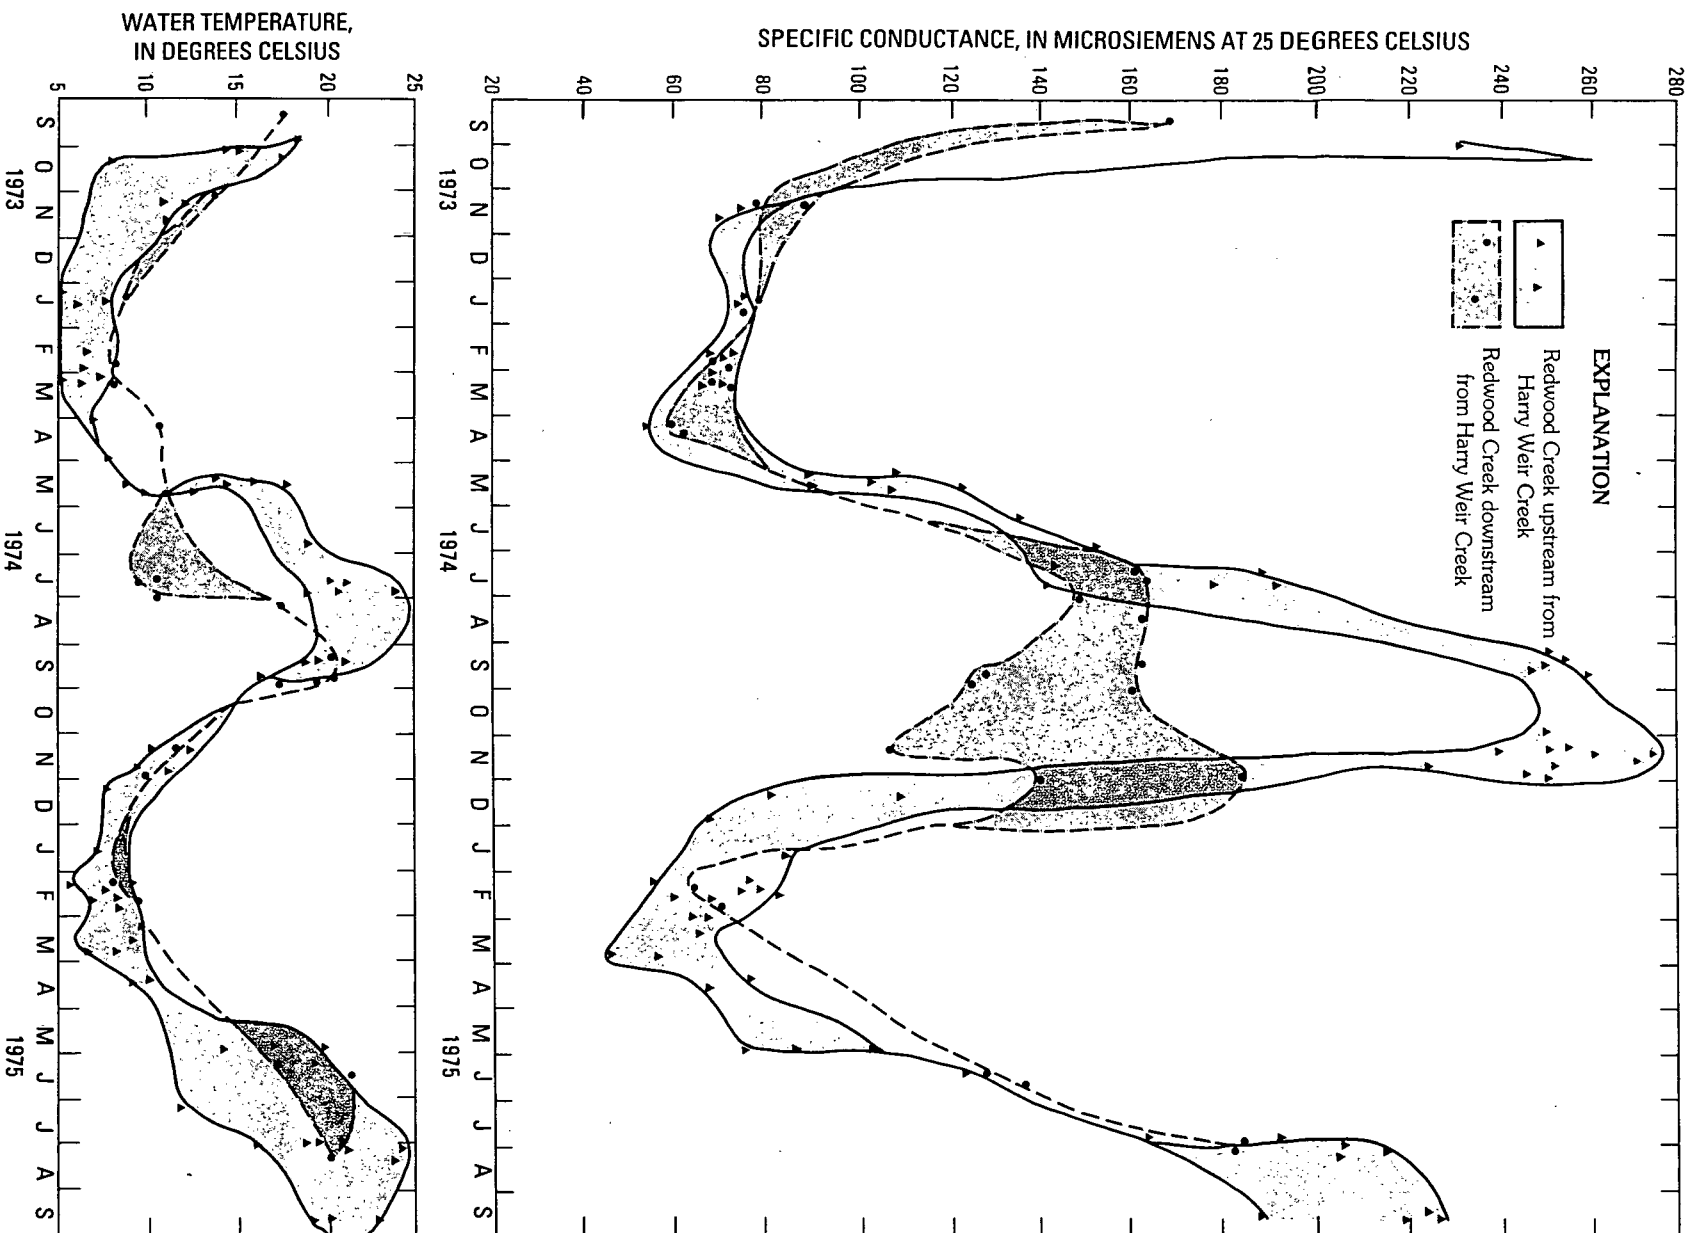 WATER TEMPERATURE,
IN DEGREES CELSIUS
5 10 15 20 25
SPECIFIC CONDUCTANCE, IN MICROSIEMENS AT 25 DEGREES CELSIUS
20 40 60 80 100 120 140 160 180 200 220 240 260 280
EXPLANATION
Redwood Creek upstream from
Harry Weir Creek
Redwood Creek downstream
from Harry Weir Creek
S O N D J F M A M J J A S O N D J F M A M J J A S
1973 1974 1975
S O N D J F M A M J J A S O N D J F M A M J J A S
1973 1974 1975